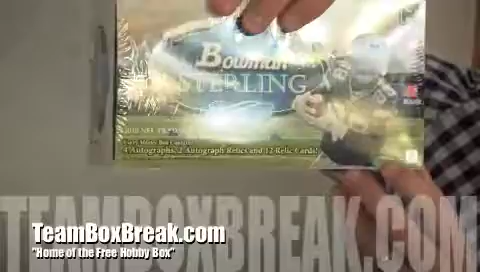 Bowman
STERLING
4 Autographs, 2 Autograph Relics and 12 Relic Cards!
TEAMBOXBREAK.COM
TeamBoxBreak.com
"Home of the Free Hobby Box"